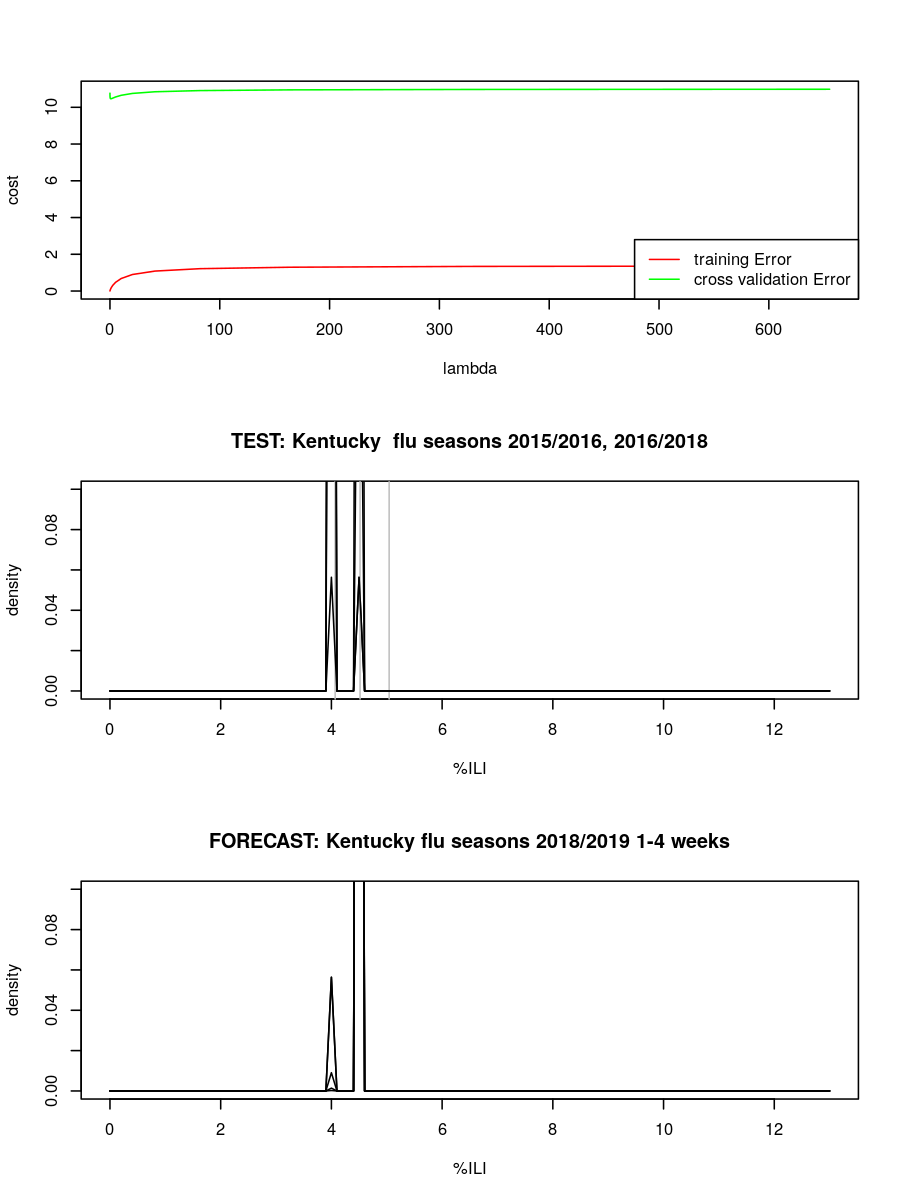 cost
0 2 4 6 8 10
training Error
cross validation Error
0 100 200 300 400 500 600
lambda
TEST: Kentucky  flu seasons 2015/2016, 2016/2018
density
0.00 0.04 0.08
0 2 4 6 8 10 12
%ILI
FORECAST: Kentucky flu seasons 2018/2019 1-4 weeks
density
0.00 0.04 0.08
0 2 4 6 8 10 12
%ILI